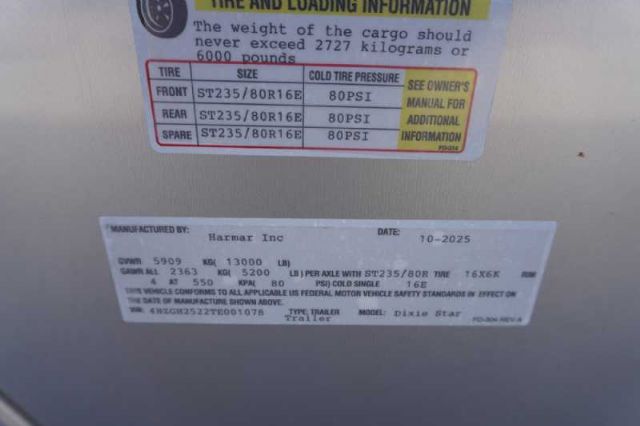 TIRE AND LOADING INFORMATION
The weight of the cargo should
never exceed 2727 kilograms or
6000 pounds
TIRE SIZE COLD TIRE PRESSURE SEE OWNER'S MANUAL FOR ADDITIONAL INFORMATION
FRONT ST235/80R16E 80PSI
REAR ST235/80R16E 80PSI
SPARE ST235/80R16E 80PSI
MANUFACTURED BY: Harmar Inc DATE: 10-2025
GVWR 5909 KG( 13000 LB)
GAWR ALL 2363 KG( 5200 LB) PER AXLE WITH ST235/80R TIRE 16X6K RIM
4 AT 550 KPA( 80 PSI) COLD SINGLE 16E
THIS VEHICLE CONFORMS TO ALL APPLICABLE US FEDERAL MOTOR VEHICLE SAFETY STANDARDS IN EFFECT ON
THE DATE OF MANUFACTURE SHOWN ABOVE.
VIN: 4HXGH2522TE001078 TYPE: TRAILER MODEL: Dixie Star
Trailer FD-304 REV A